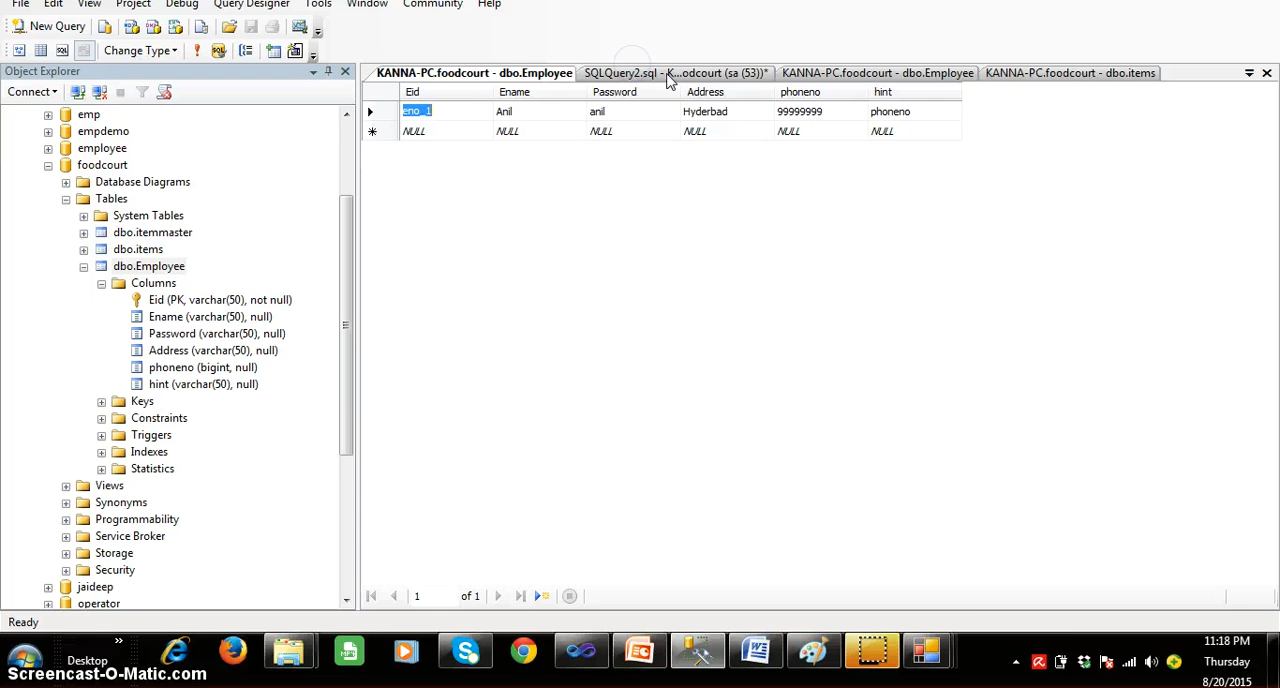 File Edit View Project Debug Query Designer Tools Window Community Help
New Query
Change Type
Object Explorer
Connect
emp
empdemo
employee
foodcourt
Database Diagrams
Tables
System Tables
dbo.itemmaster
dbo.items
dbo.Employee
Columns
Eid (PK, varchar(50), not null)
Ename (varchar(50), null)
Password (varchar(50), null)
Address (varchar(50), null)
phoneno (bigint, null)
hint (varchar(50), null)
Keys
Constraints
Triggers
Indexes
Statistics
Views
Synonyms
Programmability
Service Broker
Storage
Security
jaideep
operator
KANNA-PC.foodcourt - dbo.Employee SQLQuery2.sql - K...odcourt (sa (53))* KANNA-PC.foodcourt - dbo.Employee KANNA-PC.foodcourt - dbo.items
Eid Ename Password Address phoneno hint
eno_1 Anil anil Hyderbad 99999999 phoneno
NULL NULL NULL NULL NULL NULL
1 of 1
Ready
Desktop
11:18 PM
Thursday
8/20/2015
Screencast-O-Matic.com